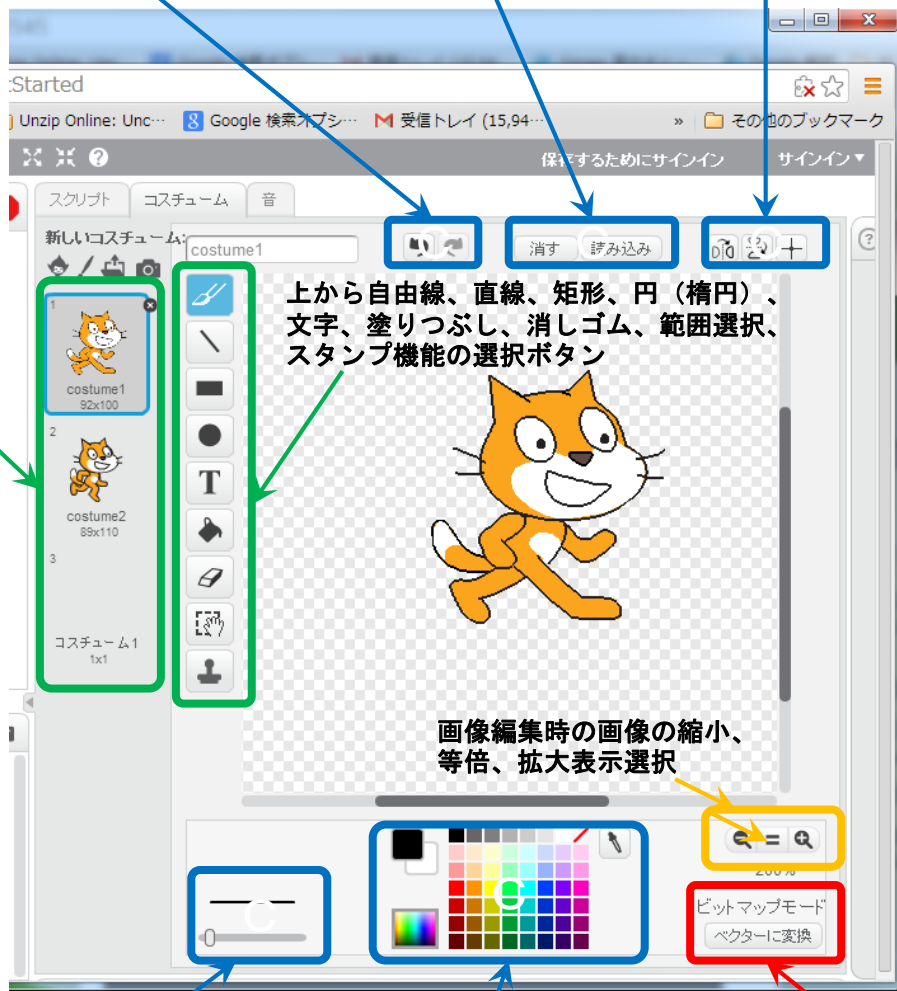 Started
Unzip Online: Unc…
Google 検索オプシ…
受信トレイ (15,94…
»
その他のブックマーク
保存するためにサインイン
サインイン▼
スクリプト
コスチューム
音
新しいコスチューム:
costume1
消す
読み込み
上から自由線、直線、矩形、円（楕円）、
文字、塗りつぶし、消しゴム、範囲選択、
スタンプ機能の選択ボタン
1
costume1
92x100
2
costume2
89x110
3
コスチューム1
1x1
T
画像編集時の画像の縮小、
等倍、拡大表示選択
200%
ビットマップモード
ベクターに変換